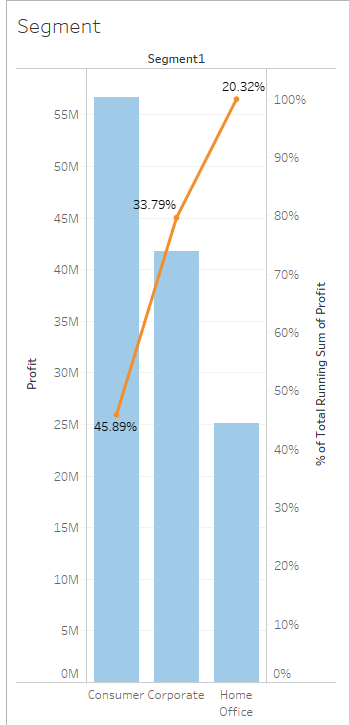 Segment
Segment1
20.32%
33.79%
45.89%
55M
50M
45M
40M
35M
30M
25M
20M
15M
10M
5M
0M
Profit
100%
90%
80%
70%
60%
50%
40%
30%
20%
10%
0%
% of Total Running Sum of Profit
Consumer
Corporate
Home
Office